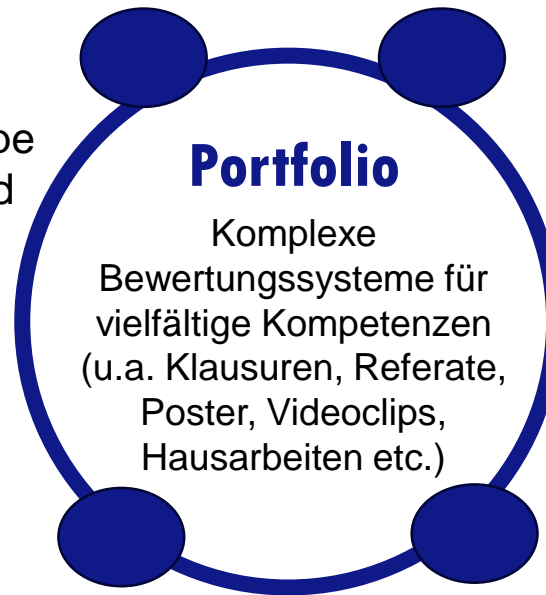 Portfolio
Komplexe
Bewertungssysteme für
vielfältige Kompetenzen
(u.a. Klausuren, Referate,
Poster, Videoclips,
Hausarbeiten etc.)